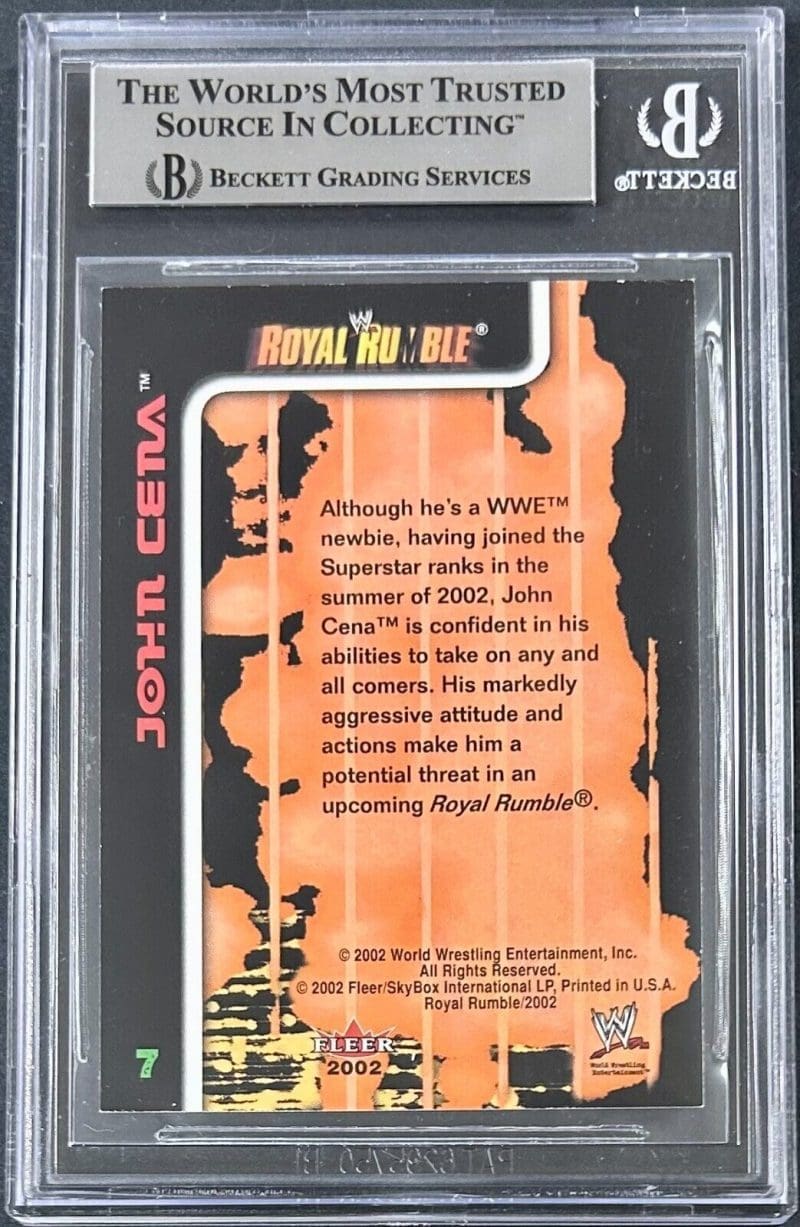 THE WORLD'S MOST TRUSTED
SOURCE IN COLLECTING™
B BECKETT GRADING SERVICES
B
BECKETT®
W
ROYAL RUMBLE®
JOHN CENA™
Although he's a WWE™
newbie, having joined the
Superstar ranks in the
summer of 2002, John
Cena™ is confident in his
abilities to take on any and
all comers. His markedly
aggressive attitude and
actions make him a
potential threat in an
upcoming Royal Rumble®.
© 2002 World Wrestling Entertainment, Inc.
All Rights Reserved.
© 2002 Fleer/SkyBox International LP, Printed in U.S.A.
Royal Rumble/2002
FLEER
2002
W
World Wrestling
Entertainment™
7